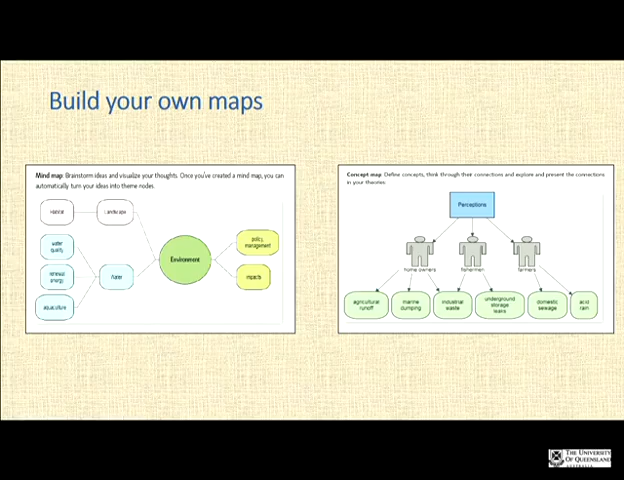 Build your own maps
Mind map: Brainstorm ideas and visualize your thoughts. Once you've created a mind map, you can
automatically turn your ideas into theme nodes.
Habitat
Landscape
water
quality
renewal
energy
aquaculture
Water
Environment
policy,
management
impacts
Concept map: Define concepts, think through their connections and explore and present the connections
in your theories.
Perceptions
home owners
fishermen
farmers
agricultural
runoff
marine
dumping
industrial
waste
underground
storage
leaks
domestic
sewage
acid
rain
THE UNIVERSITY
OF QUEENSLAND
AUSTRALIA